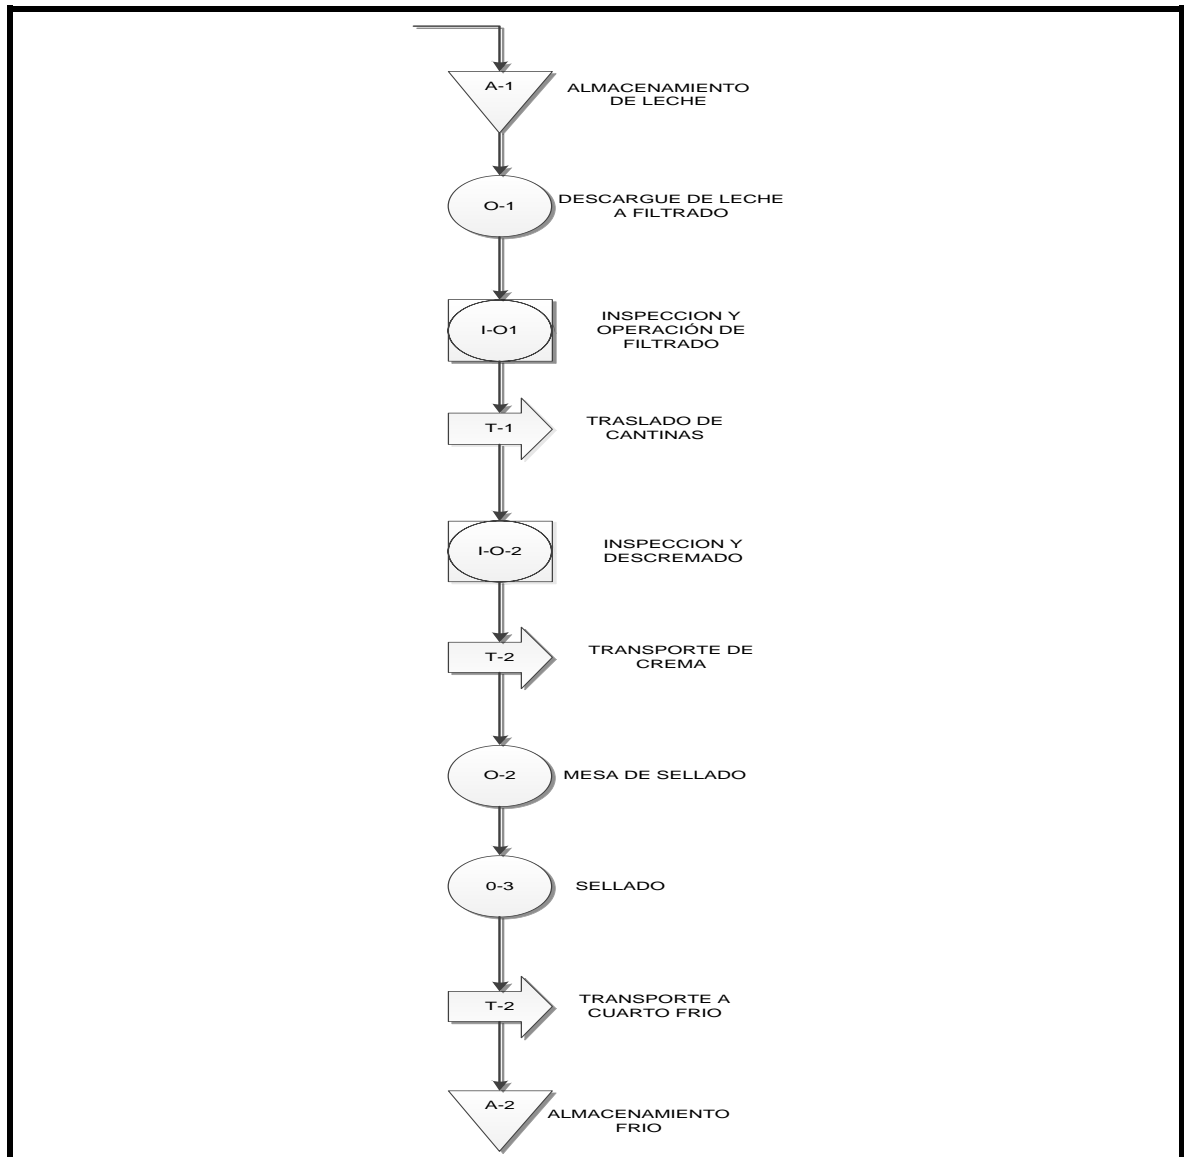 A-1
ALMACENAMIENTO
DE LECHE
O-1
DESCARGUE DE LECHE
A FILTRADO
I-O1
INSPECCION Y
OPERACIÓN DE
FILTRADO
T-1
TRASLADO DE
CANTINAS
I-O-2
INSPECCION Y
DESCREMADO
T-2
TRANSPORTE DE
CREMA
O-2
MESA DE SELLADO
0-3
SELLADO
T-2
TRANSPORTE A
CUARTO FRIO
A-2
ALMACENAMIENTO
FRIO